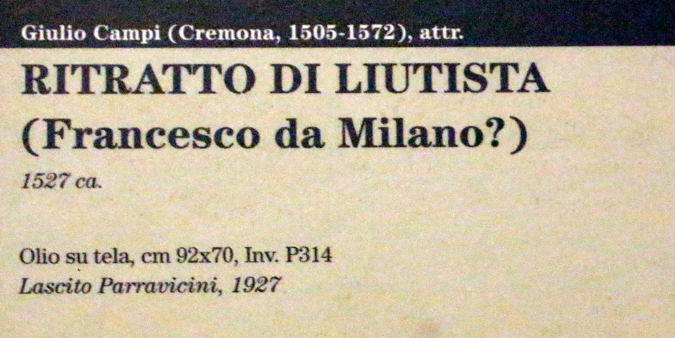 Giulio Campi (Cremona, 1505-1572), attr.
RITRATTO DI LIUTISTA
(Francesco da Milano?)
1527 ca.
Olio su tela, cm 92x70, Inv. P314
Lascito Parravicini, 1927